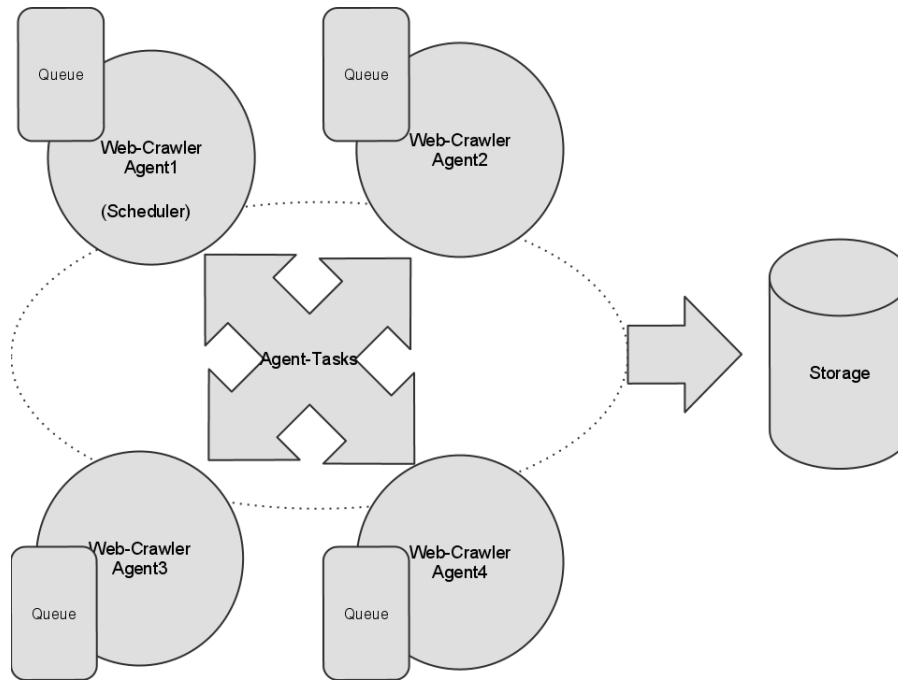 Queue
Web-Crawler
Agent1
(Scheduler)
Queue
Web-Crawler
Agent2
Agent-Tasks
Storage
Web-Crawler
Agent3
Queue
Web-Crawler
Agent4
Queue